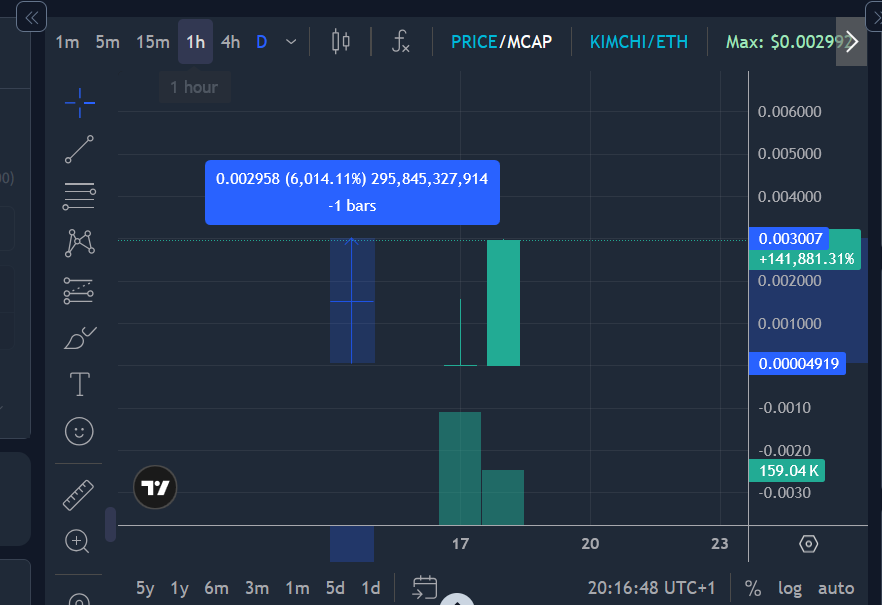 1m 5m 15m 1h 4h D PRICE/MCAP KIMCHI/ETH Max: $0.002992
1 hour
0.006000
0.005000
00)
0.002958 (6,014.11%) 295,845,327,914
-1 bars
0.004000
0.003007
+141,881.31%
0.002000
0.001000
0.00004919
-0.0010
-0.0020
159.04 K
-0.0030
17 20 23
5y 1y 6m 3m 1m 5d 1d 20:16:48 UTC+1 % log auto